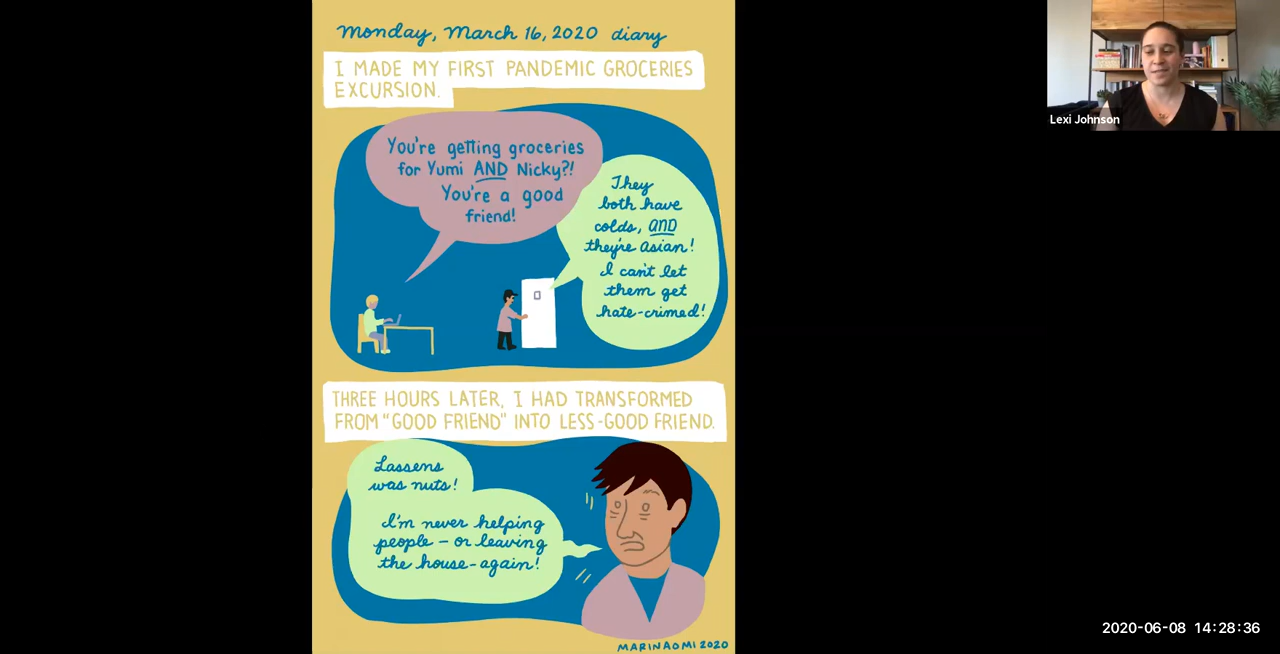 Monday, March 16, 2020 diary
I MADE MY FIRST PANDEMIC GROCERIES
EXCURSION.
You're getting groceries
for Yumi AND Nicky?!
You're a good
friend!
They
both have
colds, AND
they're Asian!
I can't let
them get
hate-crimed!
THREE HOURS LATER, I HAD TRANSFORMED
FROM "GOOD FRIEND" INTO LESS-GOOD FRIEND.
Lassens
was nuts!
I'm never helping
people – or leaving
the house-again!
MARINAOMI 2020
Lexi Johnson
2020-06-08 14:28:36